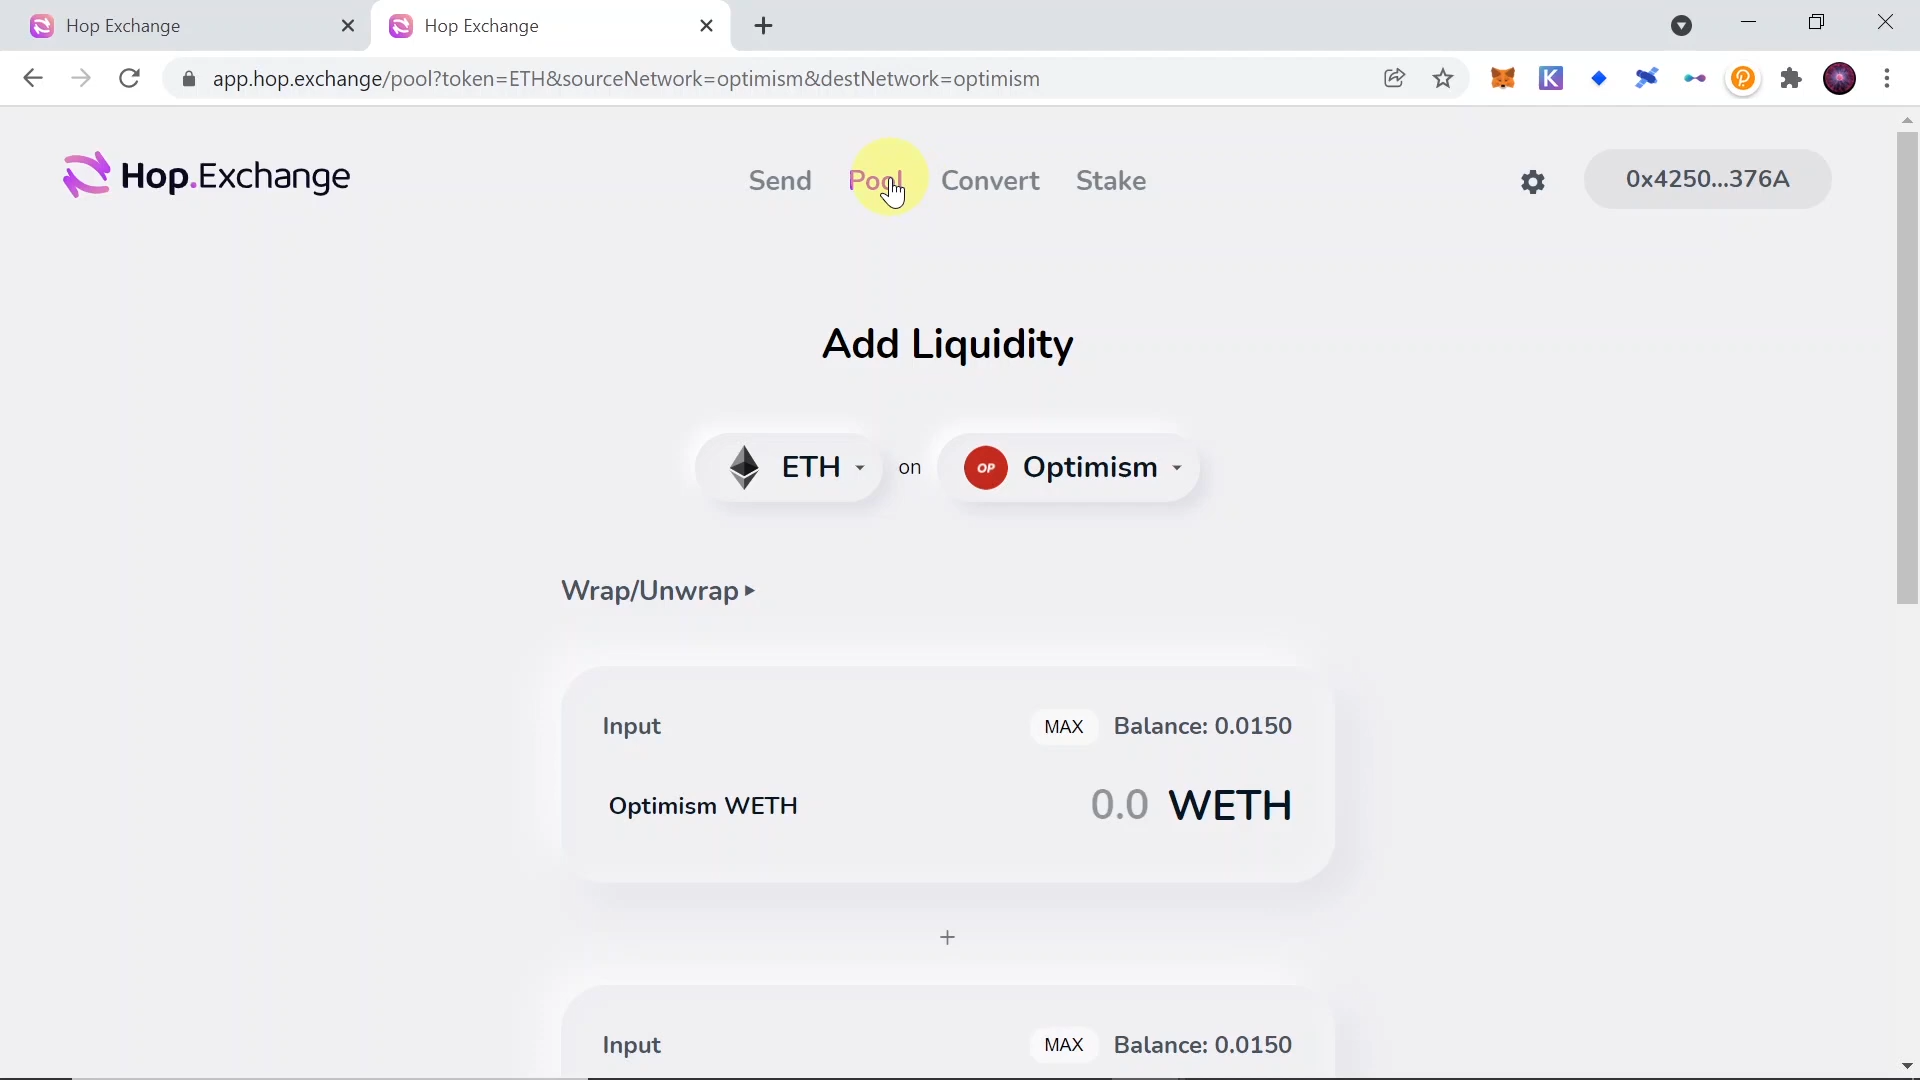 Hop Exchange
Hop Exchange
app.hop.exchange/pool?token=ETH&sourceNetwork=optimism&destNetwork=optimism
K
Hop.Exchange
Send Pool Convert Stake
0x4250...376A
Add Liquidity
ETH on OP Optimism
Wrap/Unwrap
Input MAX Balance: 0.0150
Optimism WETH 0.0 WETH
+
Input MAX Balance: 0.0150